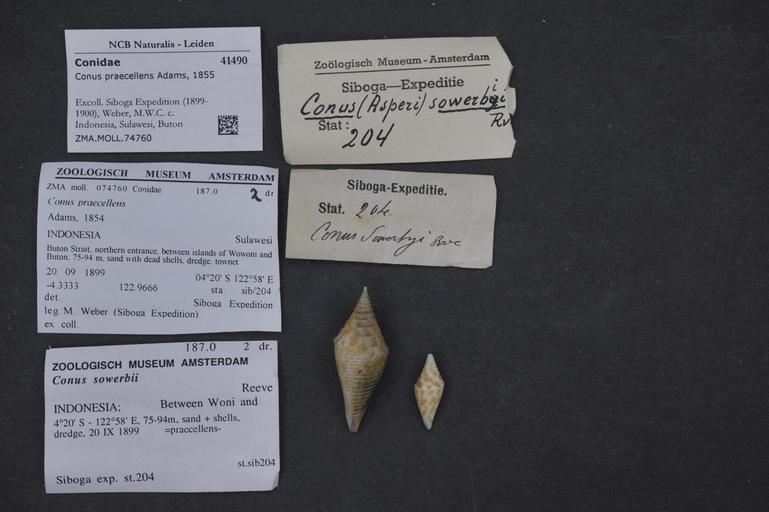 NCB Naturalis - Leiden
Conidae 41490
Conus praecellens Adams, 1855
Excoll. Siboga Expedition (1899-
1900), Weber, M.W.C. c.
Indonesia, Sulawesi, Buton
ZMA.MOLL.74760
Zoölogisch Museum - Amsterdam
Siboga—Expeditie
Conus (Asperi) sowerbyi
Rv
Stat:
204
ZOOLOGISCH MUSEUM AMSTERDAM
ZMA moll. 074760 Conidae 187.0 2 dr
Conus praecellens
Adams, 1854
INDONESIA Sulawesi
Buton Strait, northern entrance, between islands of Wowoni and
Buton, 75-94 m, sand with dead shells, dredge, townet
20 09 1899 04°20' S 122°58' E
-4.3333 122.9666 sta. sib/204
det. Siboga Expedition
leg. M. Weber (Siboga Expedition)
ex coll.
Siboga-Expeditie.
Stat. 204.
Conus Sowerbyi Reeve
187.0 2 dr.
ZOOLOGISCH MUSEUM AMSTERDAM
Conus sowerbii
Reeve
INDONESIA; Between Woni and
4°20' S - 122°58' E, 75-94m, sand + shells,
dredge, 20 IX 1899 =praecellens-
st.sib204
Siboga exp. st.204